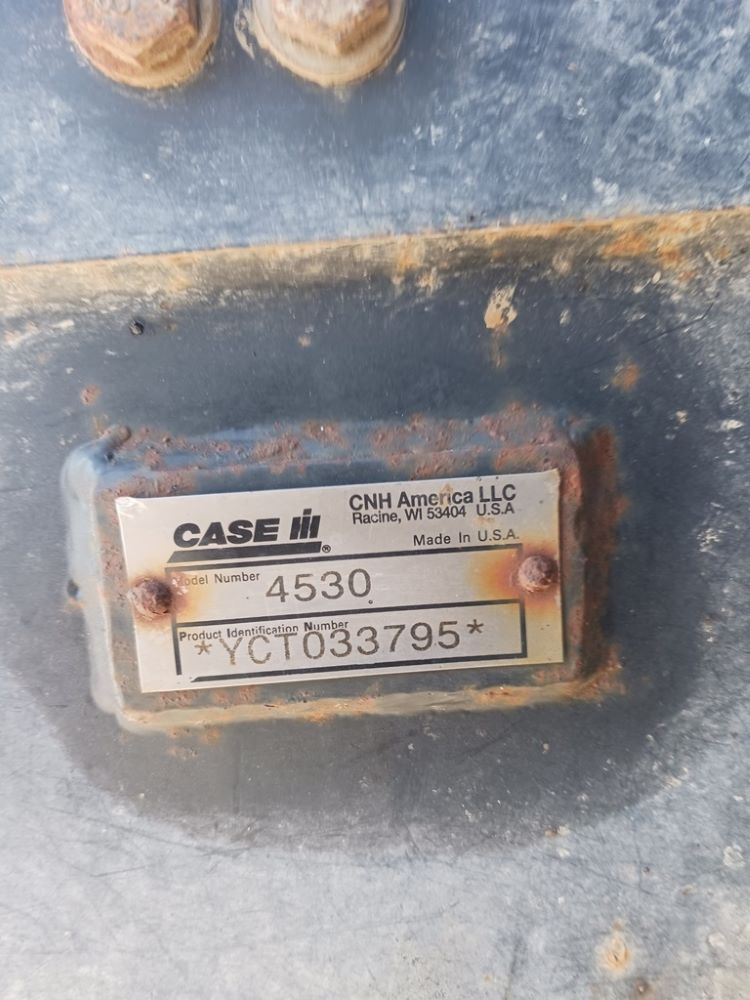 CASE IH®
CNH America LLC
Racine, WI 53404 U.S.A
Made In U.S.A.
Model Number 4530
Product Identification Number
*YCT033795*